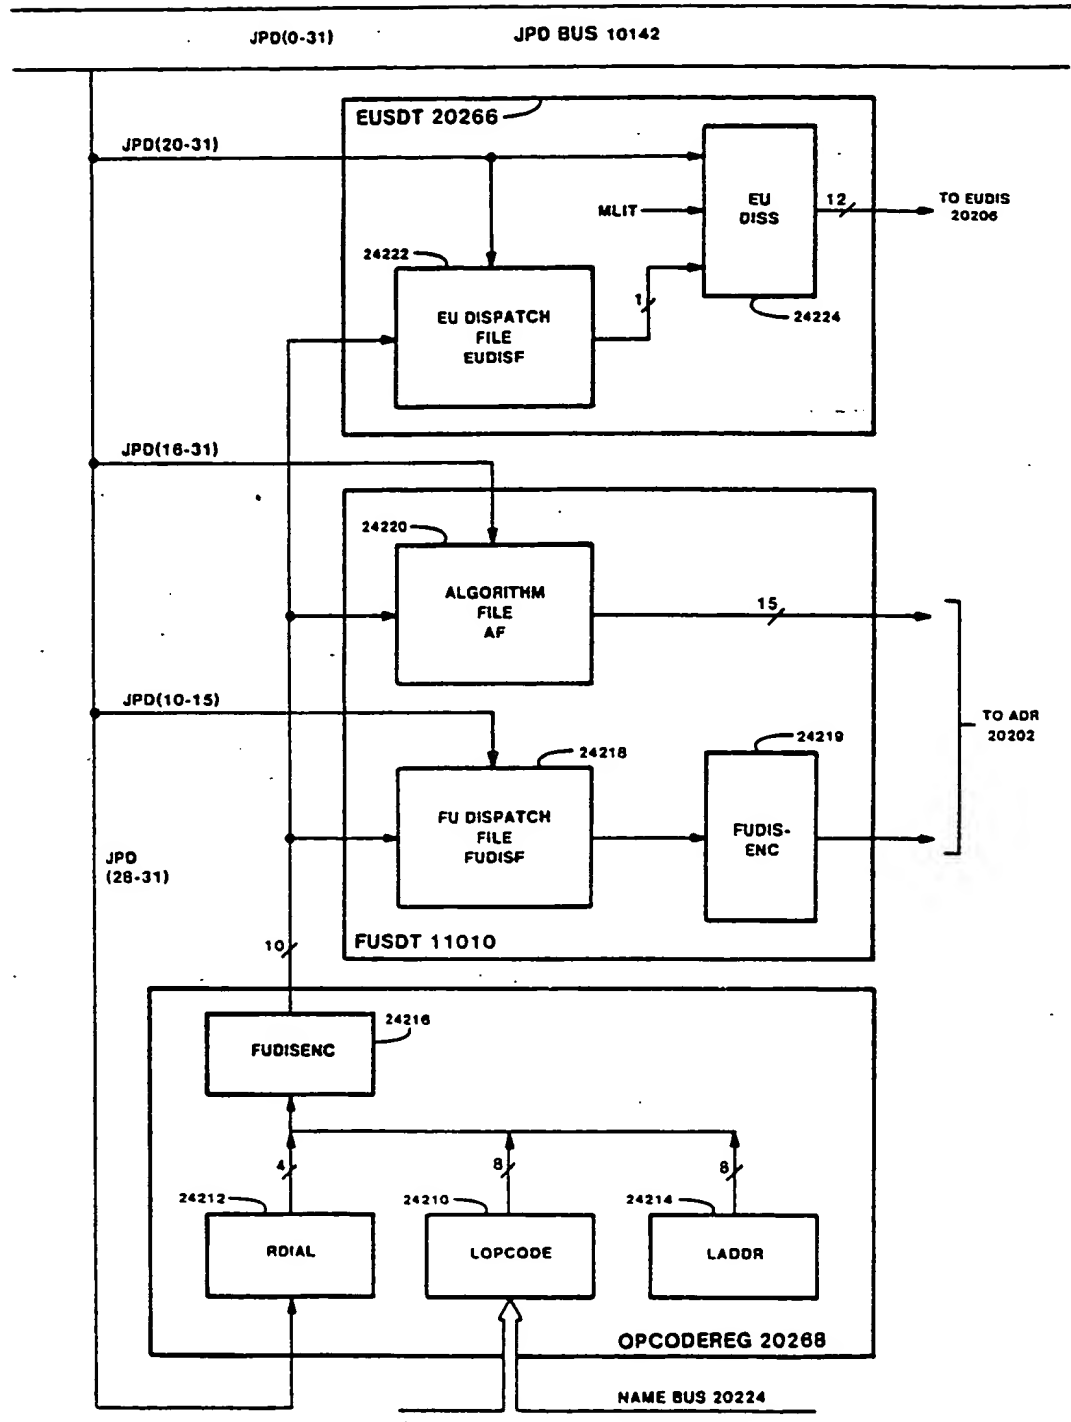 JPD(0-31)
JPD BUS 10142
EUSDT 20266
JPD(20-31)
EU
DISS
MLIT
12
TO EUDIS
20206
24222
EU DISPATCH
FILE
EUDISF
1
24224
JPD(16-31)
24220
ALGORITHM
FILE
AF
15
JPD(10-15)
TO ADR
20202
24218
24219
FU DISPATCH
FILE
FUDISF
FUDIS-
ENC
JPD
(28-31)
10
FUSDT 11010
24216
FUDISENC
4
8
8
24212
24210
24214
RDIAL
LOPCODE
LADDR
OPCODEREG 20268
NAME BUS 20224